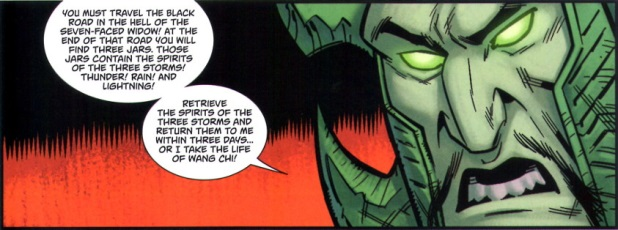 YOU MUST TRAVEL THE BLACK
ROAD IN THE HELL OF THE
SEVEN-FACED WIDOW! AT THE
END OF THAT ROAD YOU WILL
FIND THREE JARS. THOSE
JARS CONTAIN THE SPIRITS
OF THE THREE STORMS!
THUNDER! RAIN! AND
LIGHTNING!
RETRIEVE
THE SPIRITS OF THE
THREE STORMS AND
RETURN THEM TO ME
WITHIN THREE DAYS...
OR I TAKE THE LIFE
OF WANG CHI!